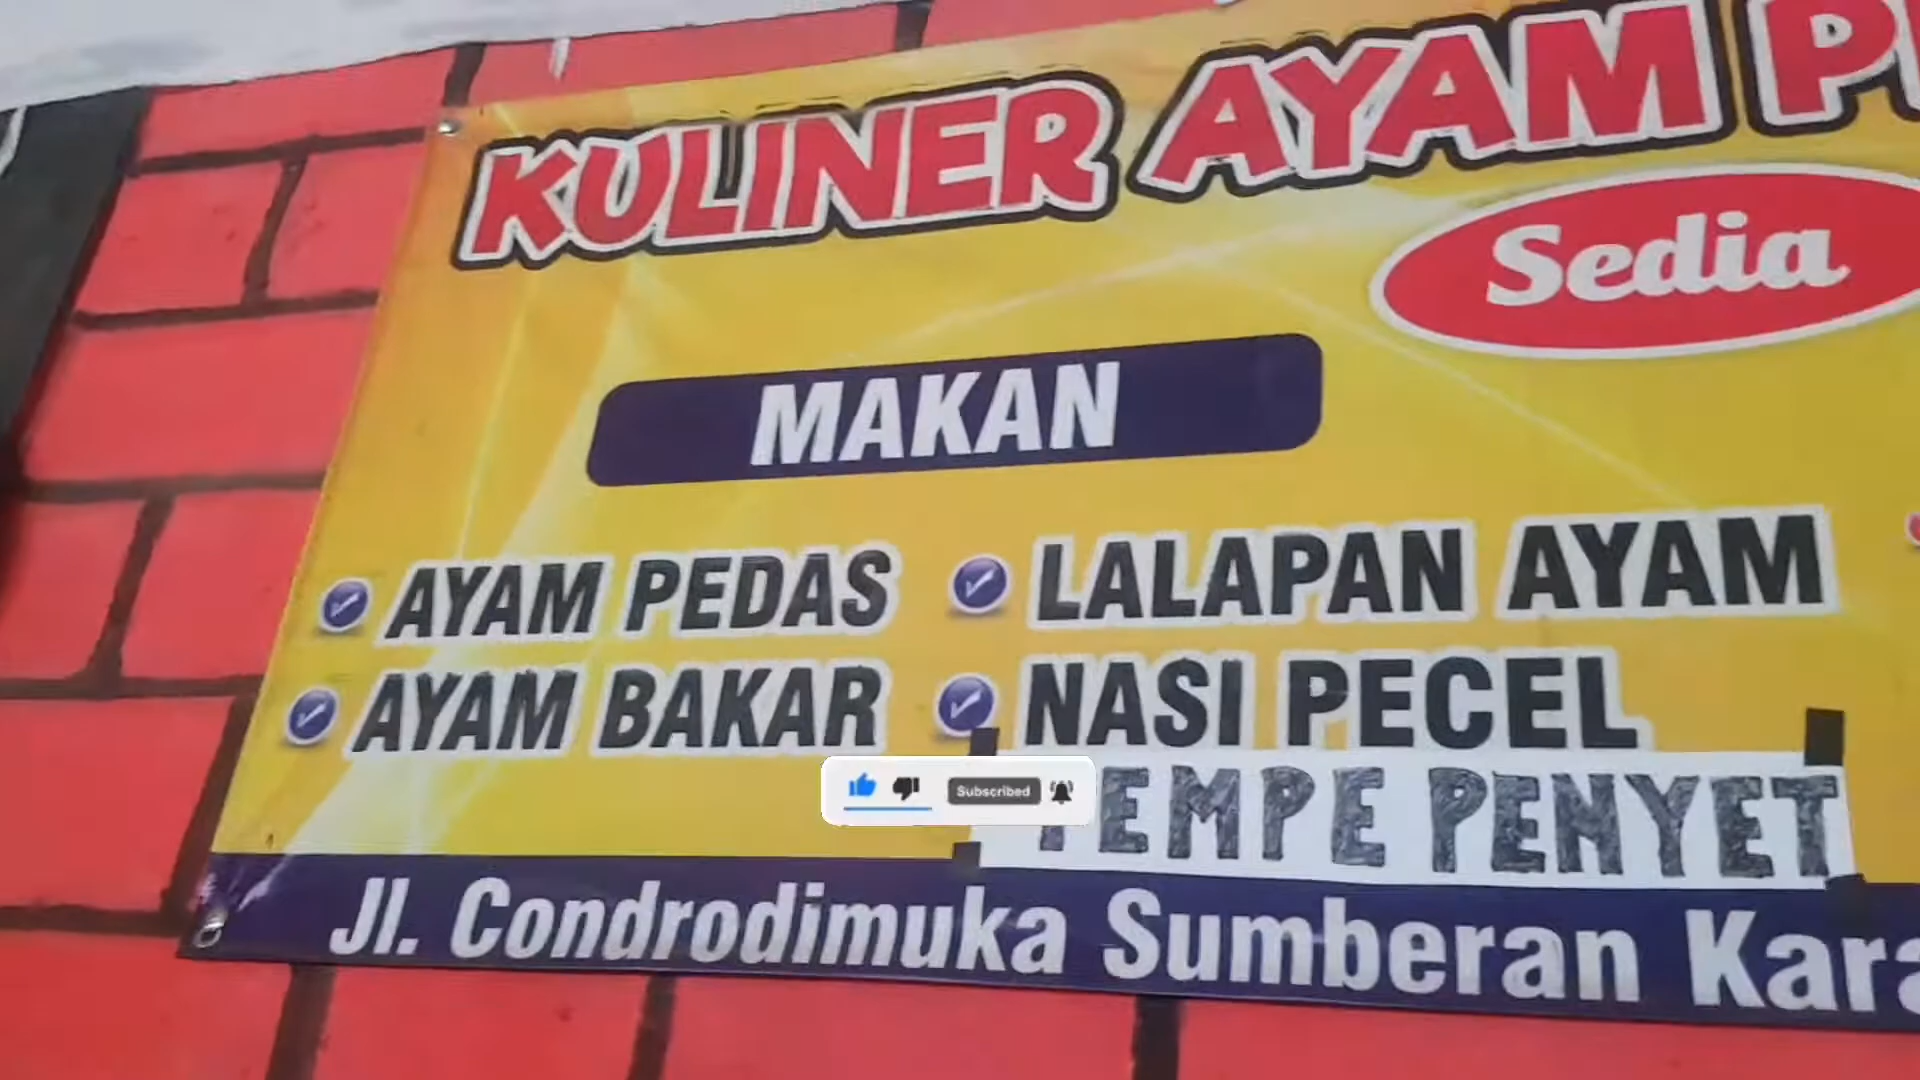 KULINER AYAM
Sedia
MAKAN
AYAM PEDAS
LALAPAN AYAM
AYAM BAKAR
NASI PECEL
TEMPE PENYET
Subscribed
Jl. Condrodimuka Sumberan